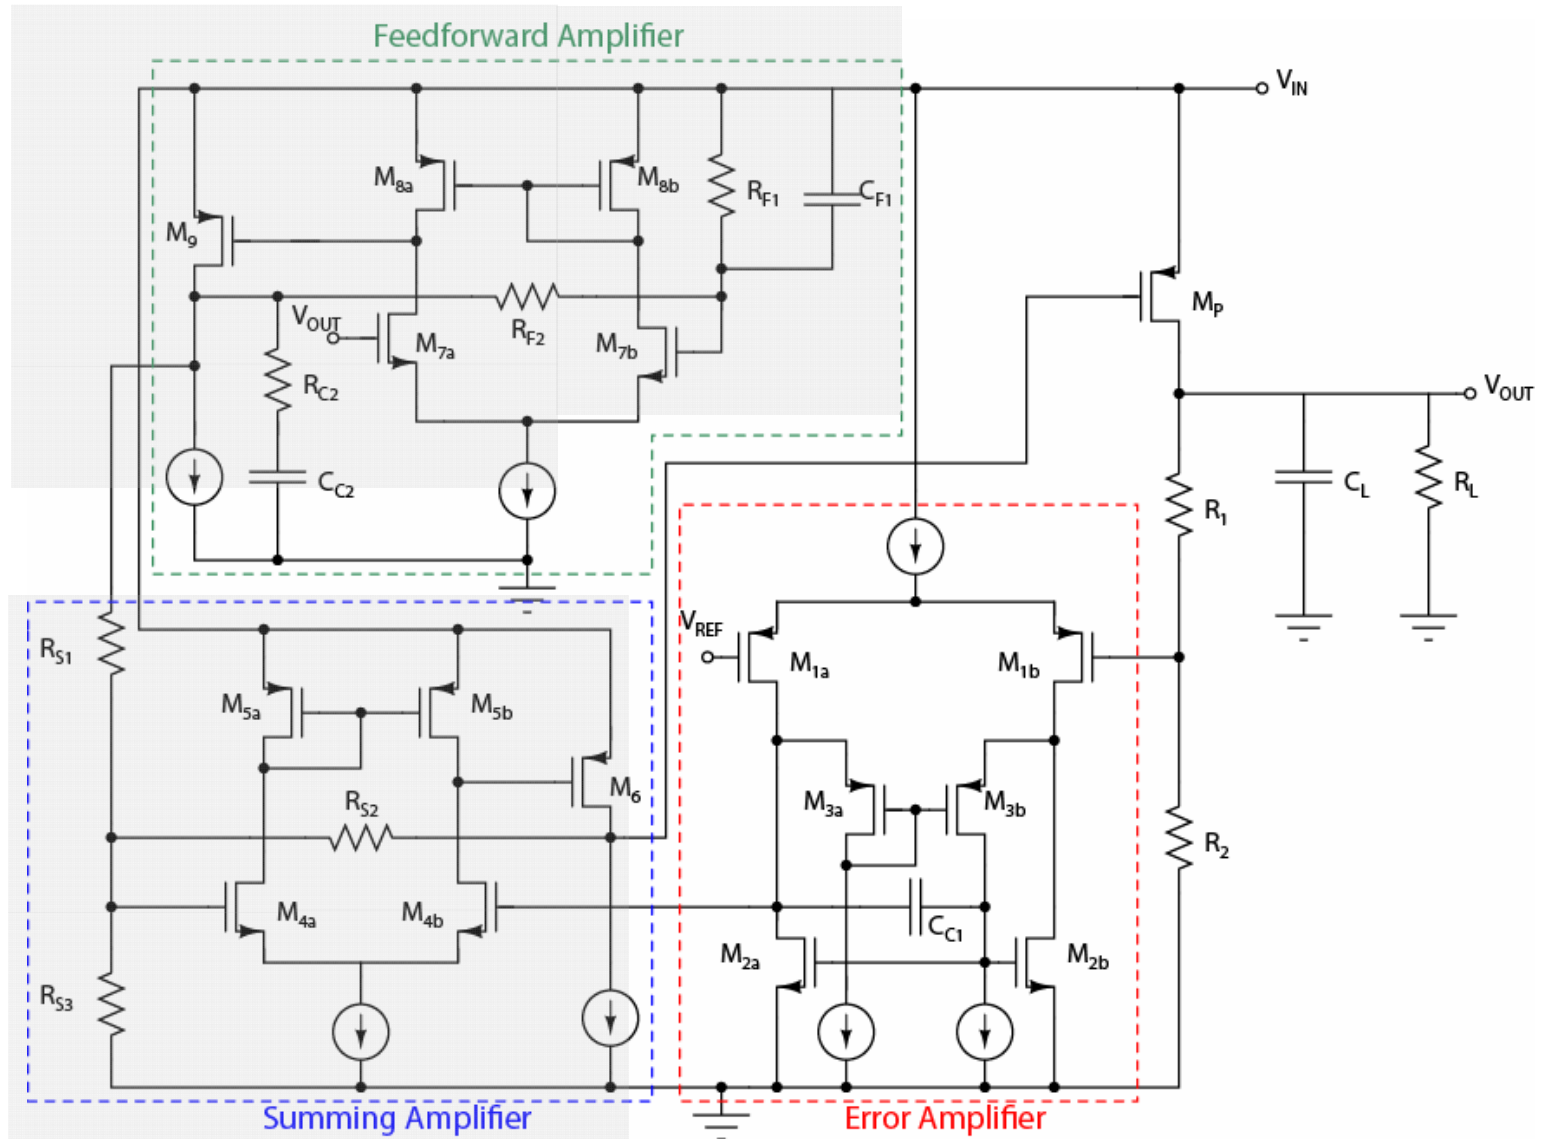 Feedforward Amplifier
V_IN
M_8a
M_8b
R_F1
C_F1
M_9
M_P
V_OUT
R_F2
M_7a
M_7b
R_C2
V_OUT
C_C2
C_L
R_L
R_1
V_REF
R_S1
M_1a
M_1b
M_5a
M_5b
M_6
R_S2
M_3a
M_3b
R_2
M_4a
M_4b
C_C1
M_2a
M_2b
R_S3
Summing Amplifier
Error Amplifier